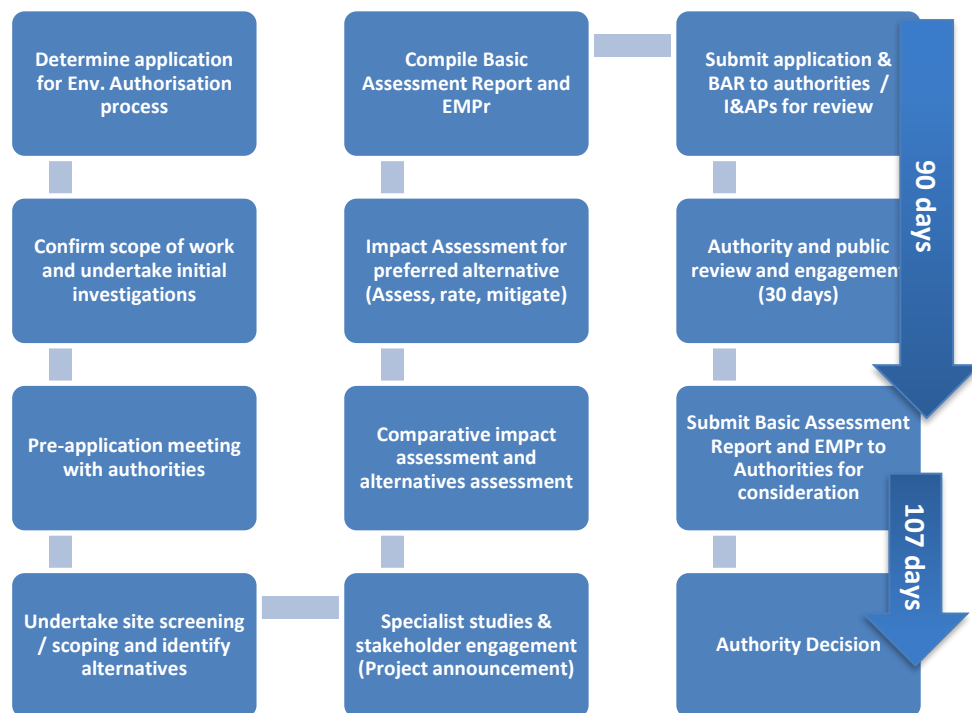 Determine application
for Env. Authorisation
process
Confirm scope of work
and undertake initial
investigations
Pre-application meeting
with authorities
Undertake site screening
/ scoping and identify
alternatives
Specialist studies &
stakeholder engagement
(Project announcement)
Comparative impact
assessment and
alternatives assessment
Impact Assessment for
preferred alternative
(Assess, rate, mitigate)
Compile Basic
Assessment Report and
EMPr
Submit application &
BAR to authorities /
I&APs for review
Authority and public
review and engagement
(30 days)
Submit Basic Assessment
Report and EMPr to
Authorities for
consideration
Authority Decision
90 days
107 days